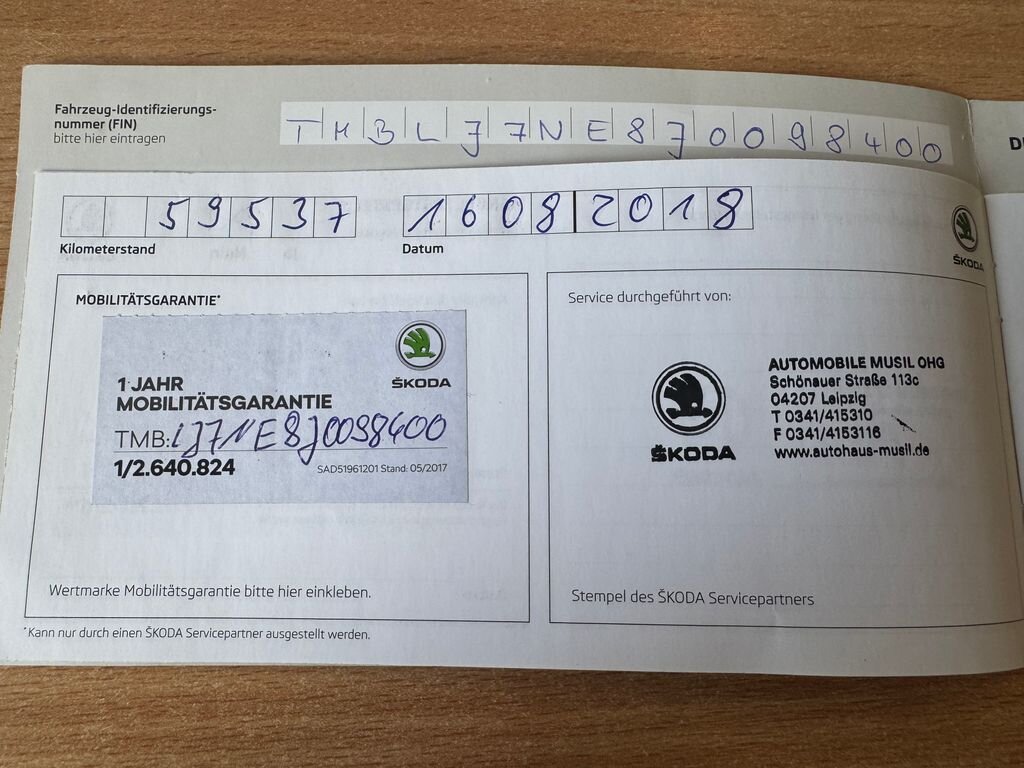 Fahrzeug-Identifizierungs-
nummer (FIN)
bitte hier eintragen
TMBLJ7NE8J0098400
59537
16 08 2018
Kilometerstand
Datum
ŠKODA
MOBILITÄTSGARANTIE*
ŠKODA
1 JAHR
MOBILITÄTSGARANTIE
TMB: LJ7NE8J0098400
1/2.640.824
SAD51961201 Stand: 05/2017
Wertmarke Mobilitätsgarantie bitte hier einkleben.
Service durchgeführt von:
ŠKODA
AUTOMOBILE MUSIL OHG
Schönauer Straße 113c
04207 Leipzig
T 0341/415310
F 0341/4153116
www.autohaus-musil.de
Stempel des ŠKODA Servicepartners
*Kann nur durch einen ŠKODA Servicepartner ausgestellt werden.